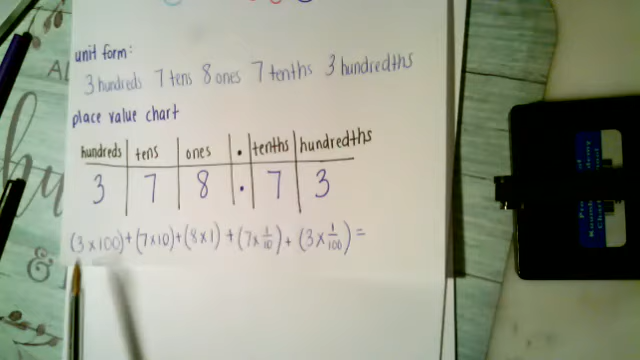 unit form:
3 hundreds 7 tens 8 ones 7 tenths 3 hundredths
place value chart
hundreds tens ones . tenths hundredths
3 7 8 . 7 3
(3 x 100) + (7 x 10) + (8 x 1) + (7 x 1/10) + (3 x 1/100) =
&